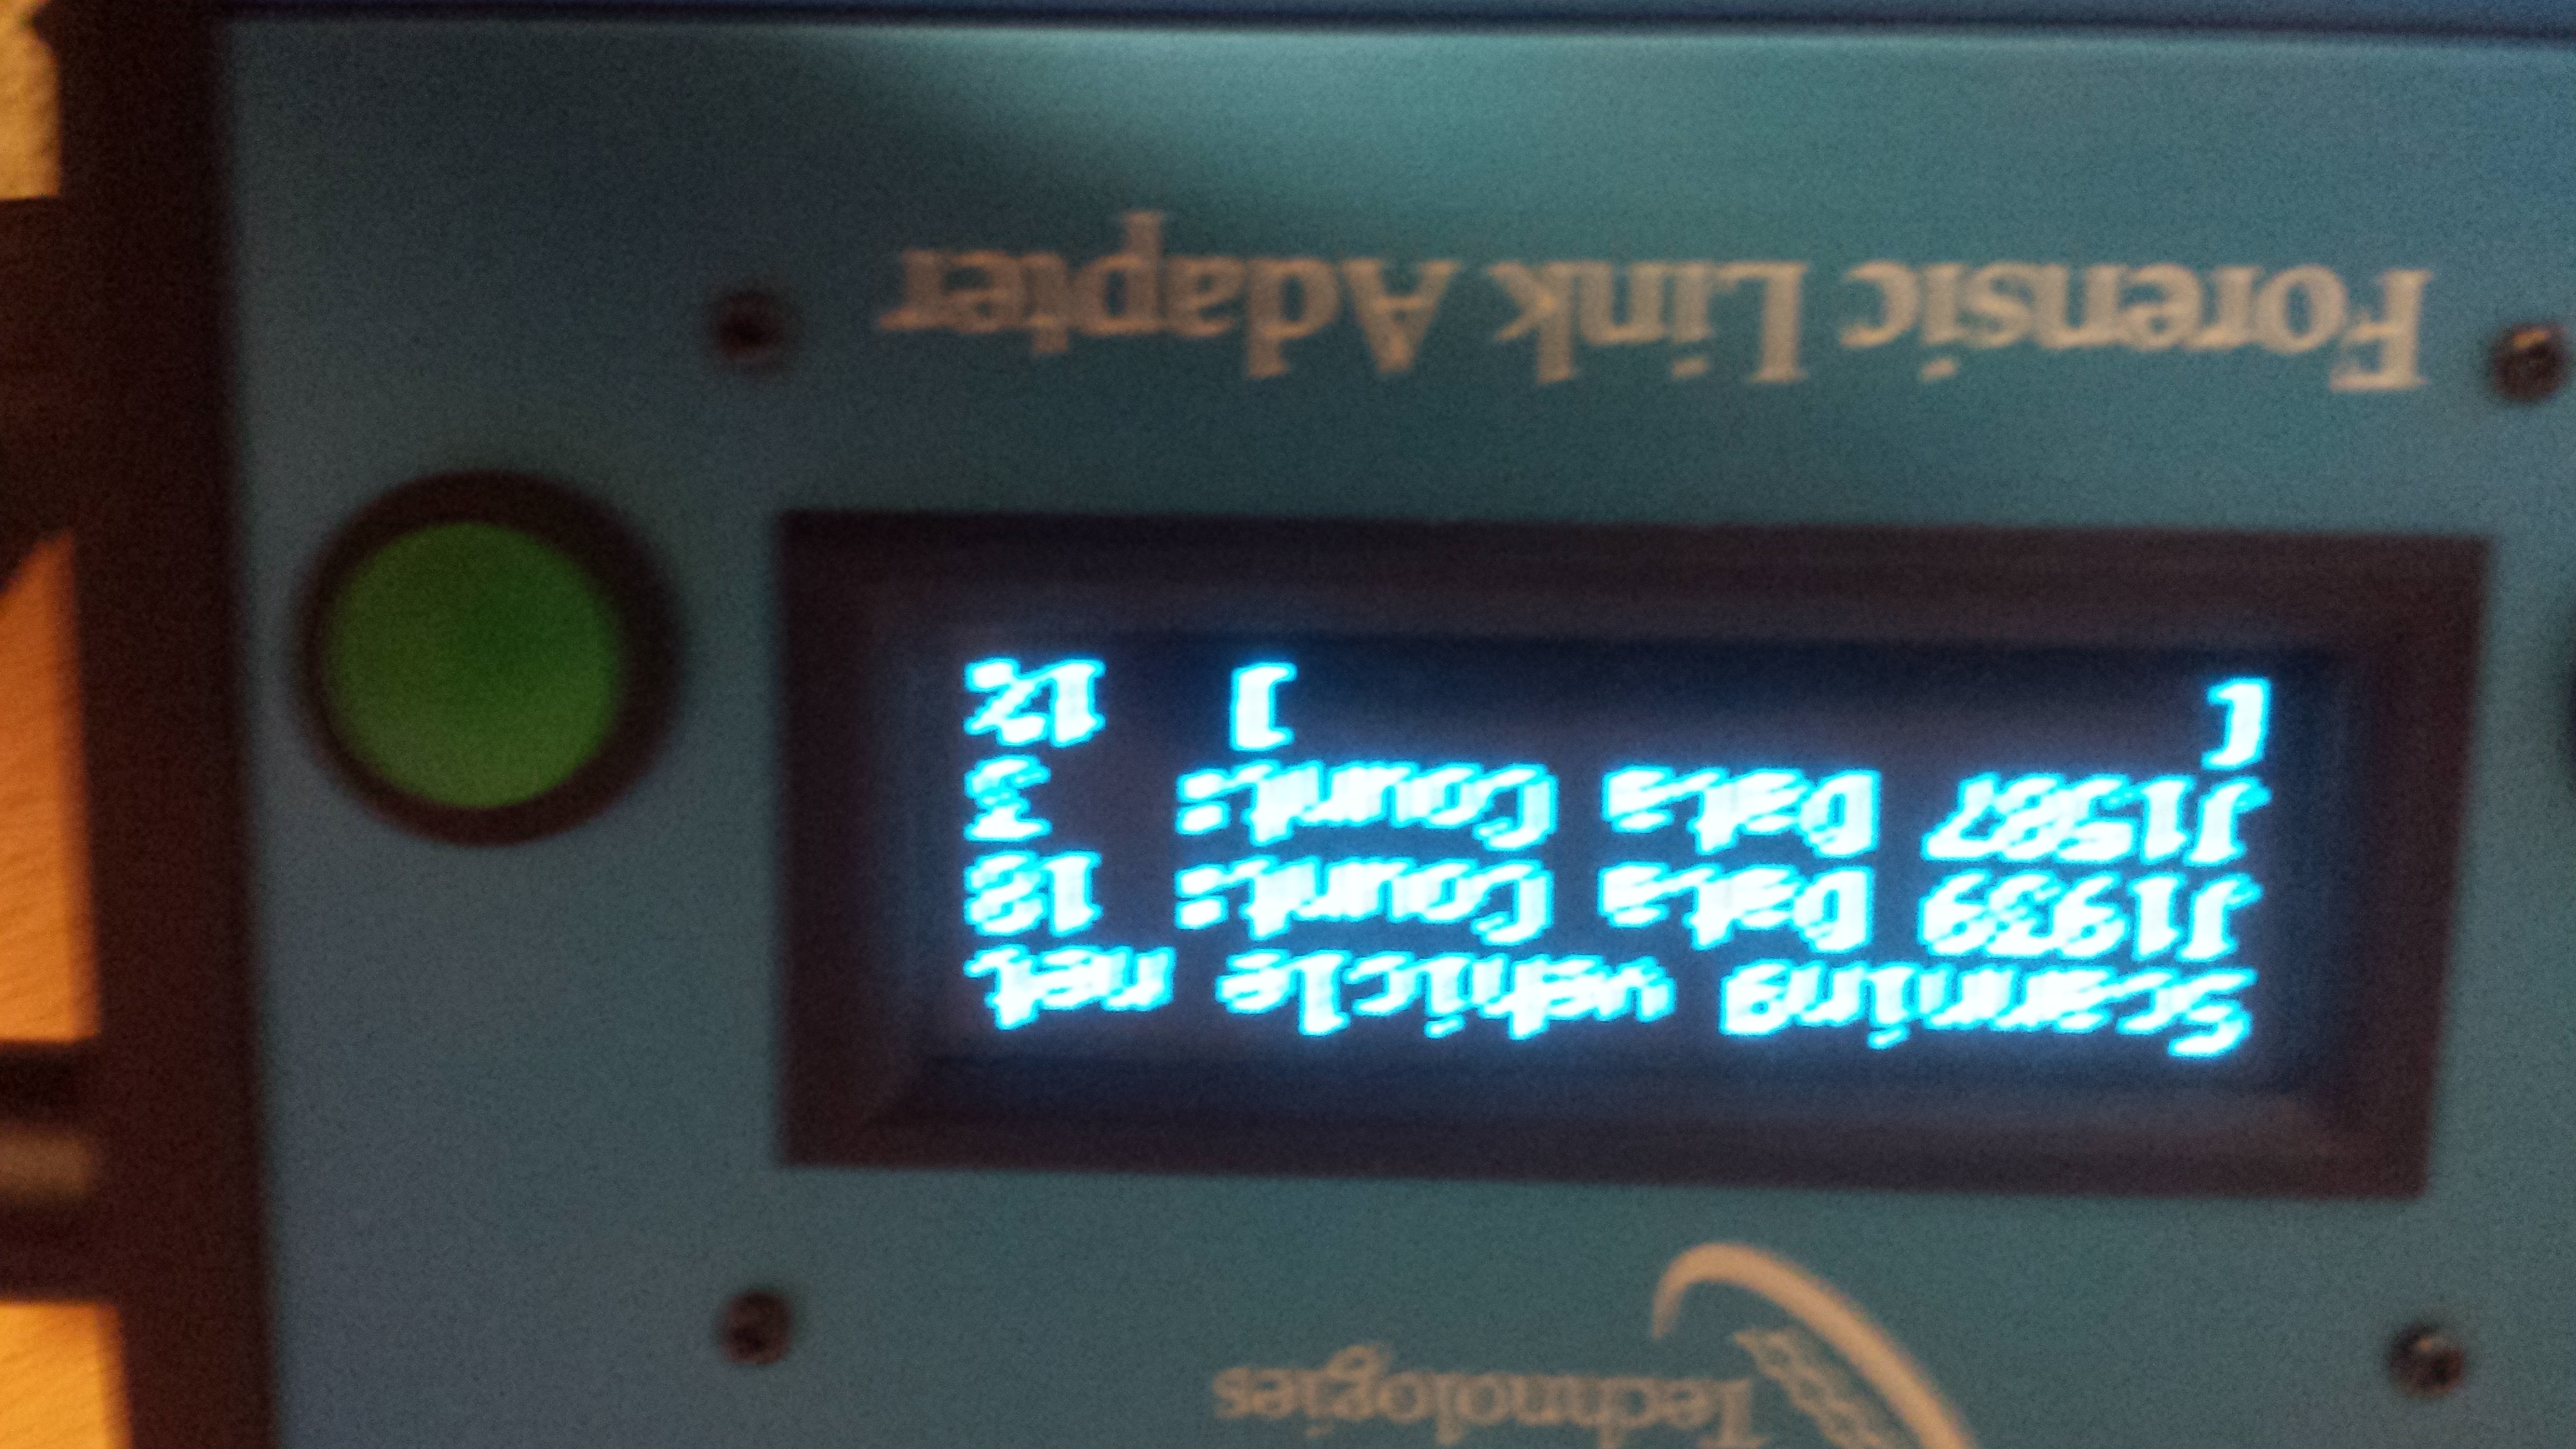 Technologies
Scanning vehicle net
J1939 Data Count: 18
J1587 Data Count: 3
[ ] 1%
Forensic Link Adapter